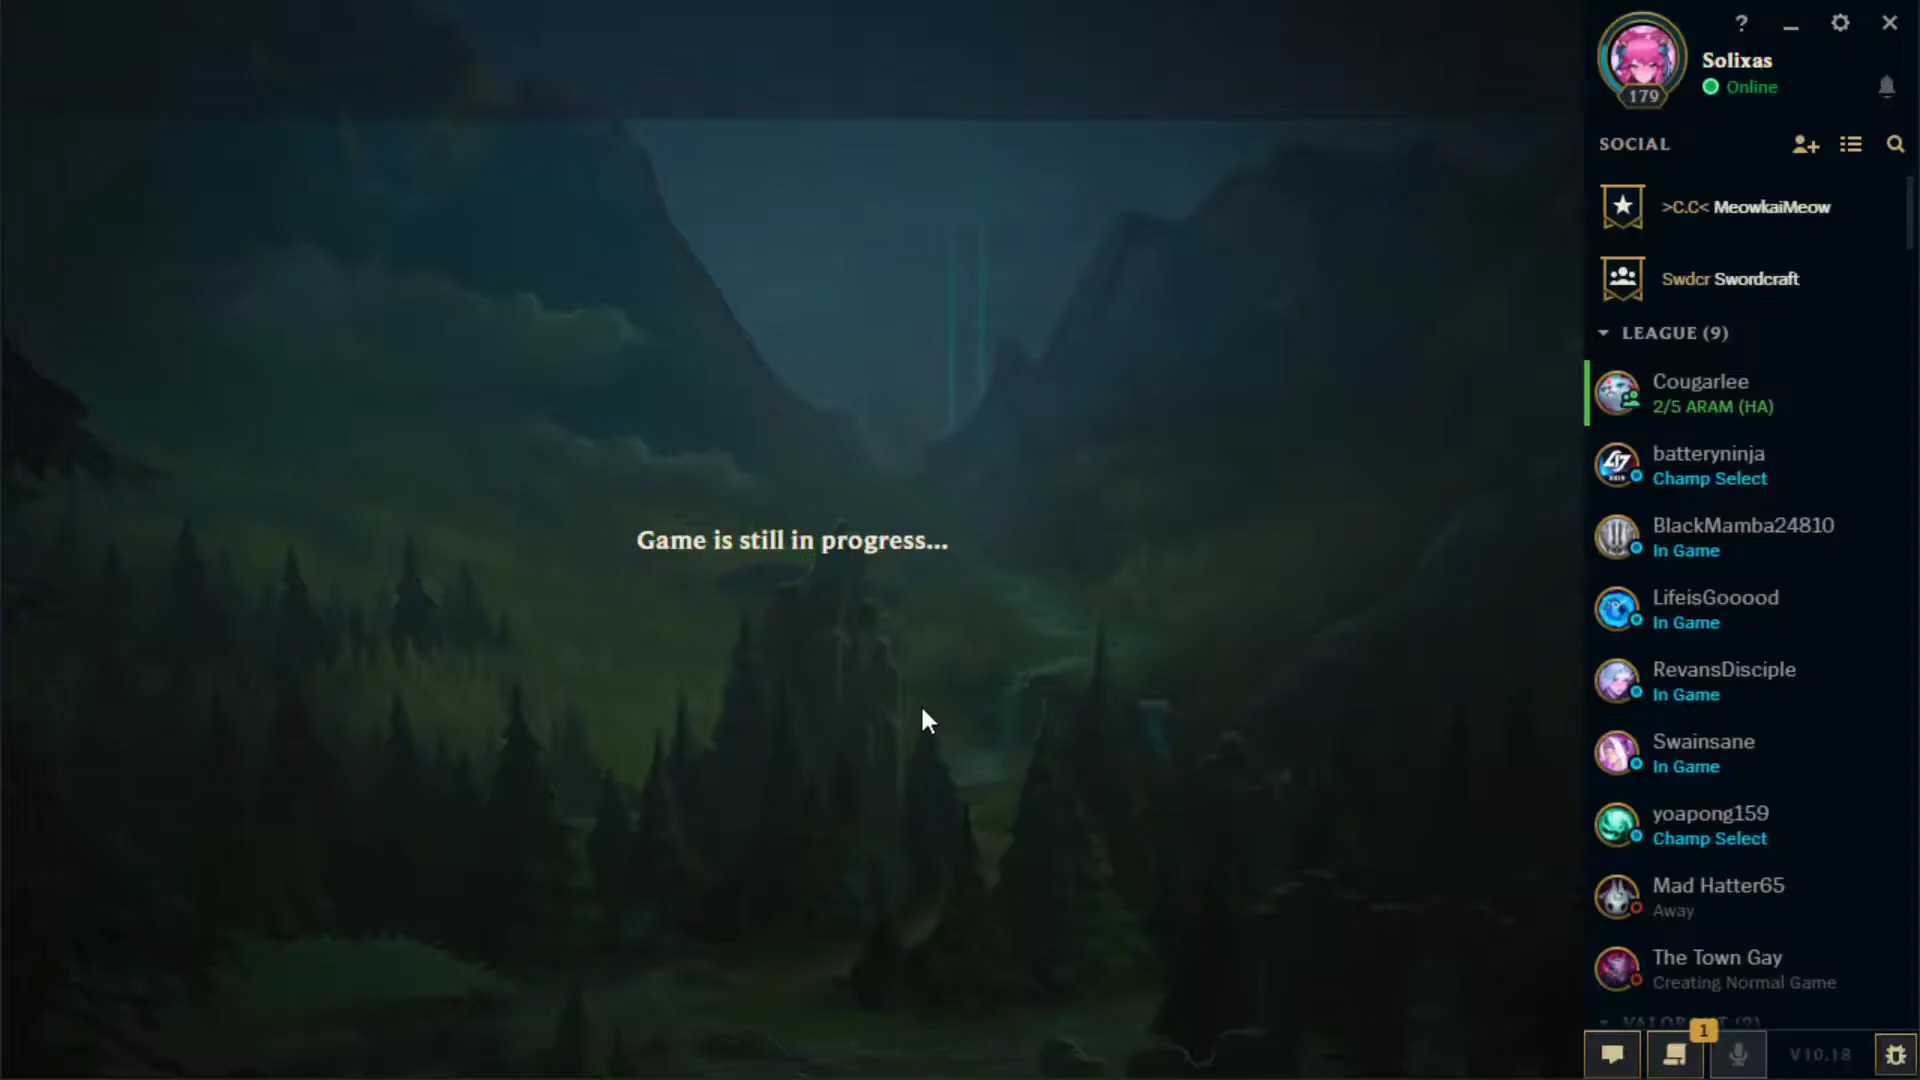 ?
Solixas
179
Online
SOCIAL
>C.C< MeowkaiMeow
Swdcr Swordcraft
LEAGUE (9)
Cougarlee
2/5 ARAM (HA)
batteryninja
Champ Select
BlackMamba24810
In Game
LifeisGooood
In Game
RevansDisciple
In Game
Swainsane
In Game
yoapong159
Champ Select
Mad Hatter65
Away
The Town Gay
Creating Normal Game
1
V10.18
Game is still in progress...